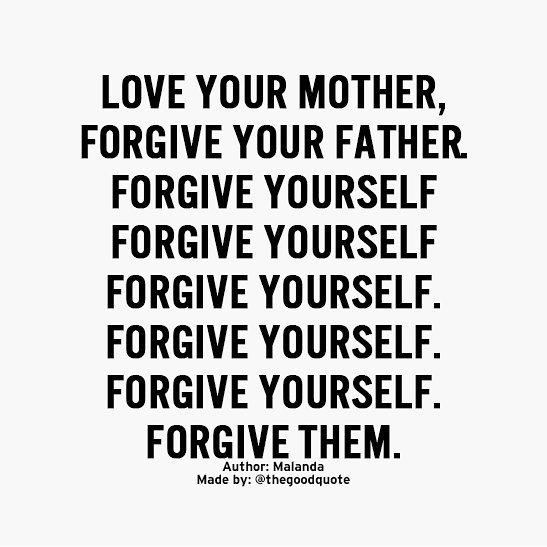 LOVE YOUR MOTHER,
FORGIVE YOUR FATHER.
FORGIVE YOURSELF
FORGIVE YOURSELF
FORGIVE YOURSELF.
FORGIVE YOURSELF.
FORGIVE YOURSELF.
FORGIVE THEM.
Author: Malanda
Made by: @thegoodquote